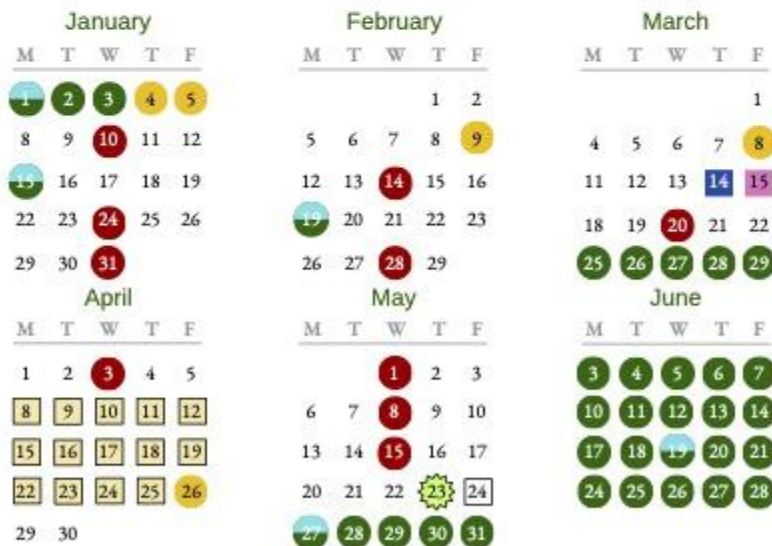 January February March
M T W T F M T W T F M T W T F
1 2 3 4 5 1 2 1
8 9 10 11 12 5 6 7 8 9 4 5 6 7 8
15 16 17 18 19 12 13 14 15 16 11 12 13 14 15
22 23 24 25 26 19 20 21 22 23 18 19 20 21 22
29 30 31 26 27 28 29 25 26 27 28 29
April May June
M T W T F M T W T F M T W T F
1 2 3 4 5 1 2 3 3 4 5 6 7
8 9 10 11 12 6 7 8 9 10 10 11 12 13 14
15 16 17 18 19 13 14 15 16 17 17 18 19 20 21
22 23 24 25 26 20 21 22 23 24 24 25 26 27 28
29 30 27 28 29 30 31